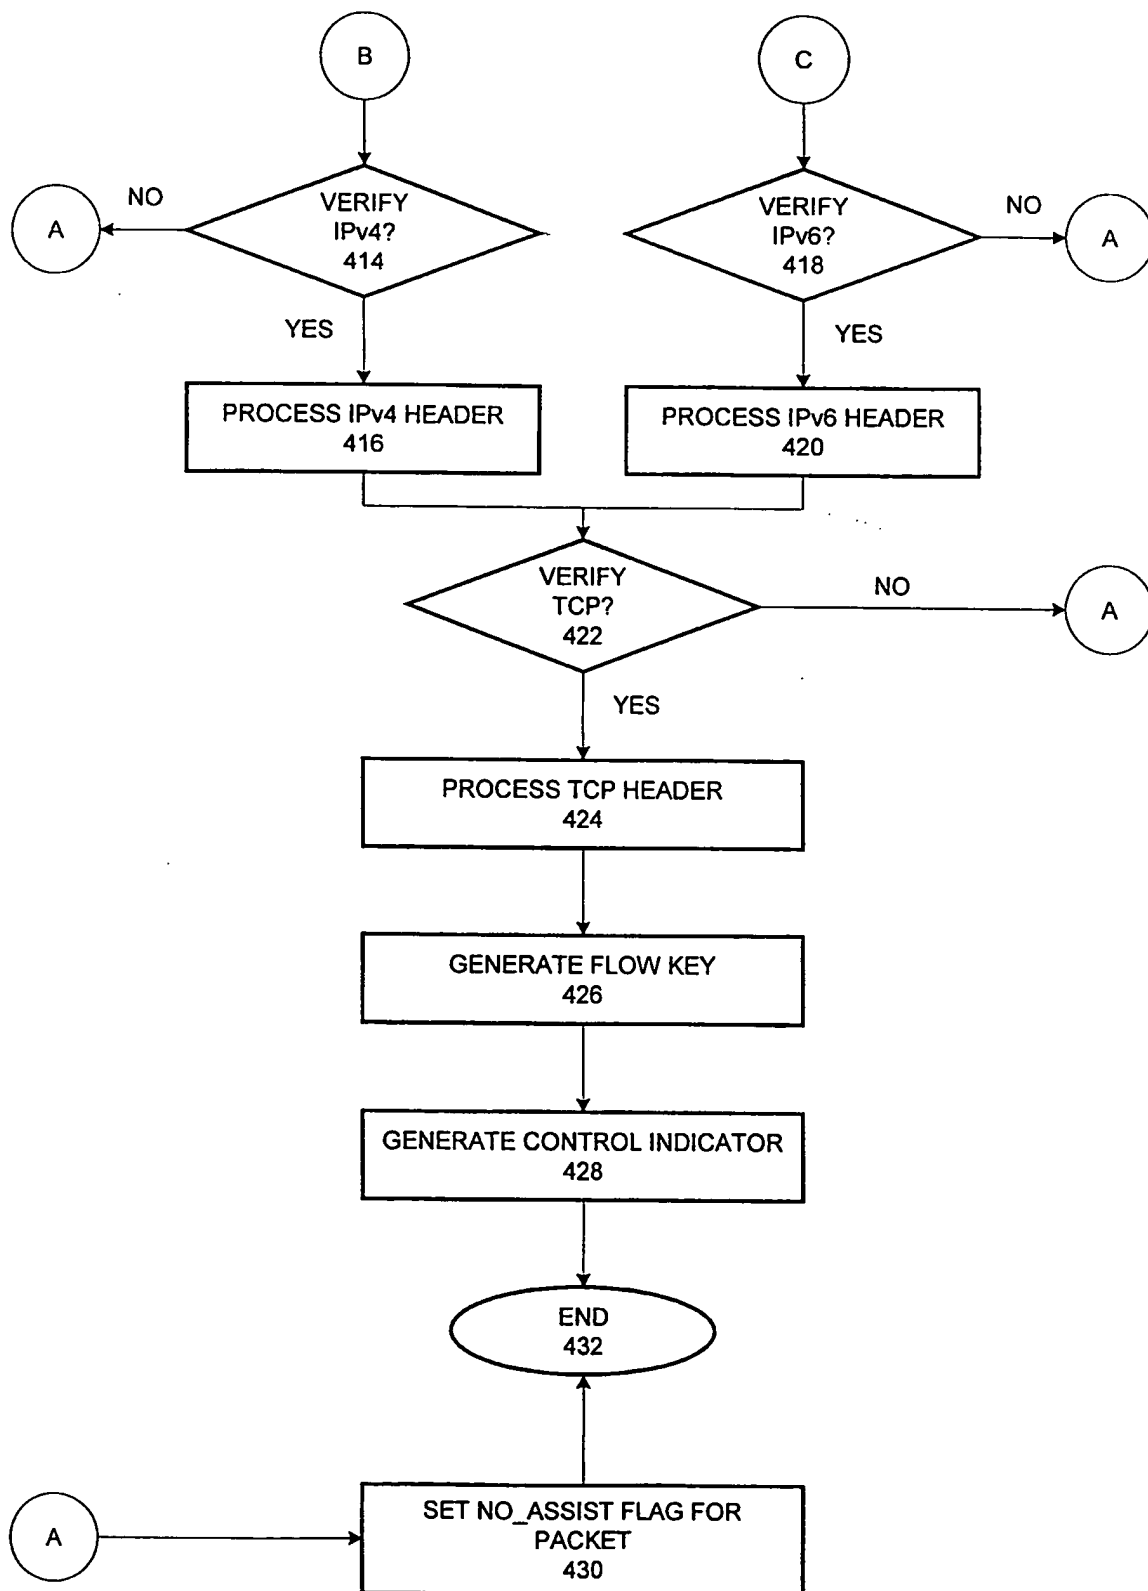 B
C
VERIFY
IPv4?
414
NO
A
VERIFY
IPv6?
418
NO
A
YES
YES
PROCESS IPv4 HEADER
416
PROCESS IPv6 HEADER
420
VERIFY
TCP?
422
NO
A
YES
PROCESS TCP HEADER
424
GENERATE FLOW KEY
426
GENERATE CONTROL INDICATOR
428
END
432
A
SET NO_ASSIST FLAG FOR
PACKET
430